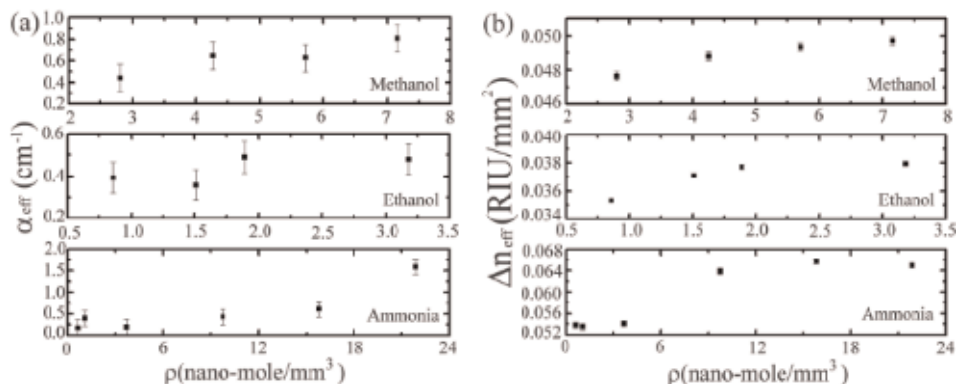 (a)
α_eff (cm⁻¹)
1.0
0.8
0.6
0.4
0.2
Methanol
2 3 4 5 6 7 8
0.6
0.4
0.2
Ethanol
0.5 1.0 1.5 2.0 2.5 3.0 3.5
2.0
1.5
1.0
0.5
0.0
Ammonia
0 6 12 18 24
ρ(nano-mole/mm³)
(b)
Δn_eff (RIU/mm²)
0.050
0.048
0.046
Methanol
2 3 4 5 6 7 8
0.040
0.038
0.036
0.034
Ethanol
0.5 1.0 1.5 2.0 2.5 3.0 3.5
0.064
0.060
0.056
0.052
Ammonia
0 6 12 18 24
ρ(nano-mole/mm³)